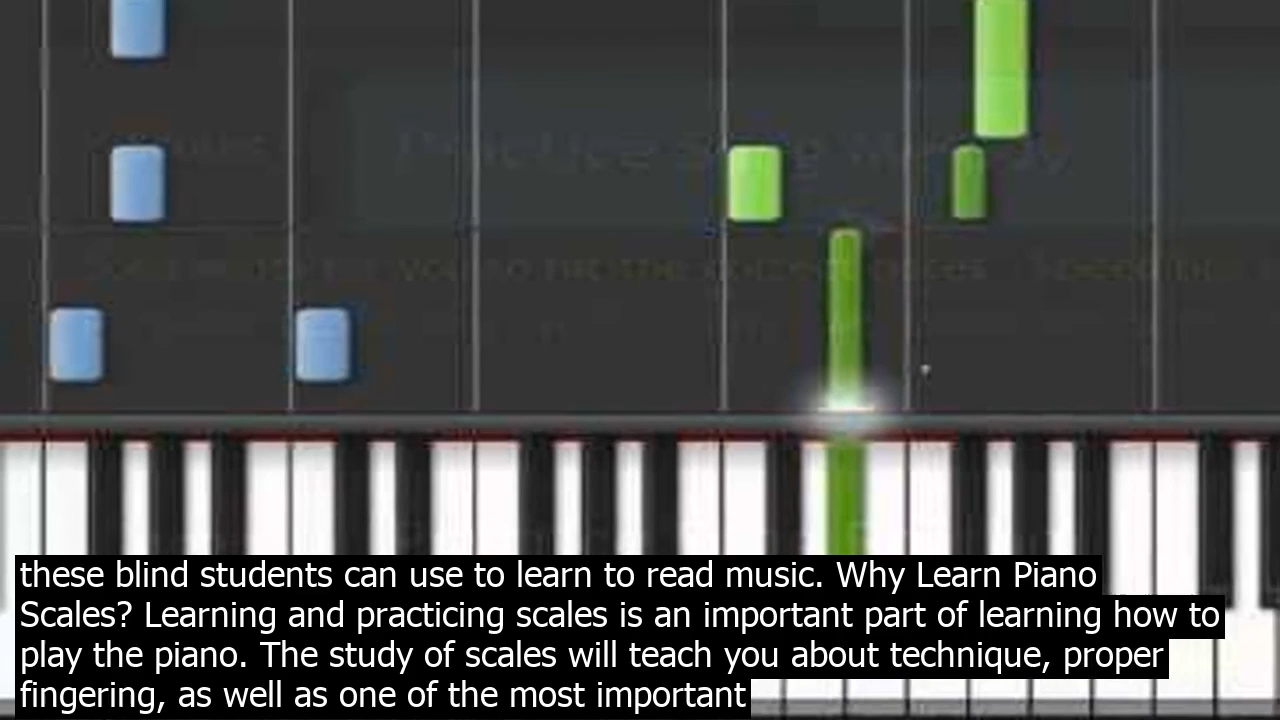 these blind students can use to learn to read music. Why Learn Piano
Scales? Learning and practicing scales is an important part of learning how to
play the piano. The study of scales will teach you about technique, proper
fingering, as well as one of the most important